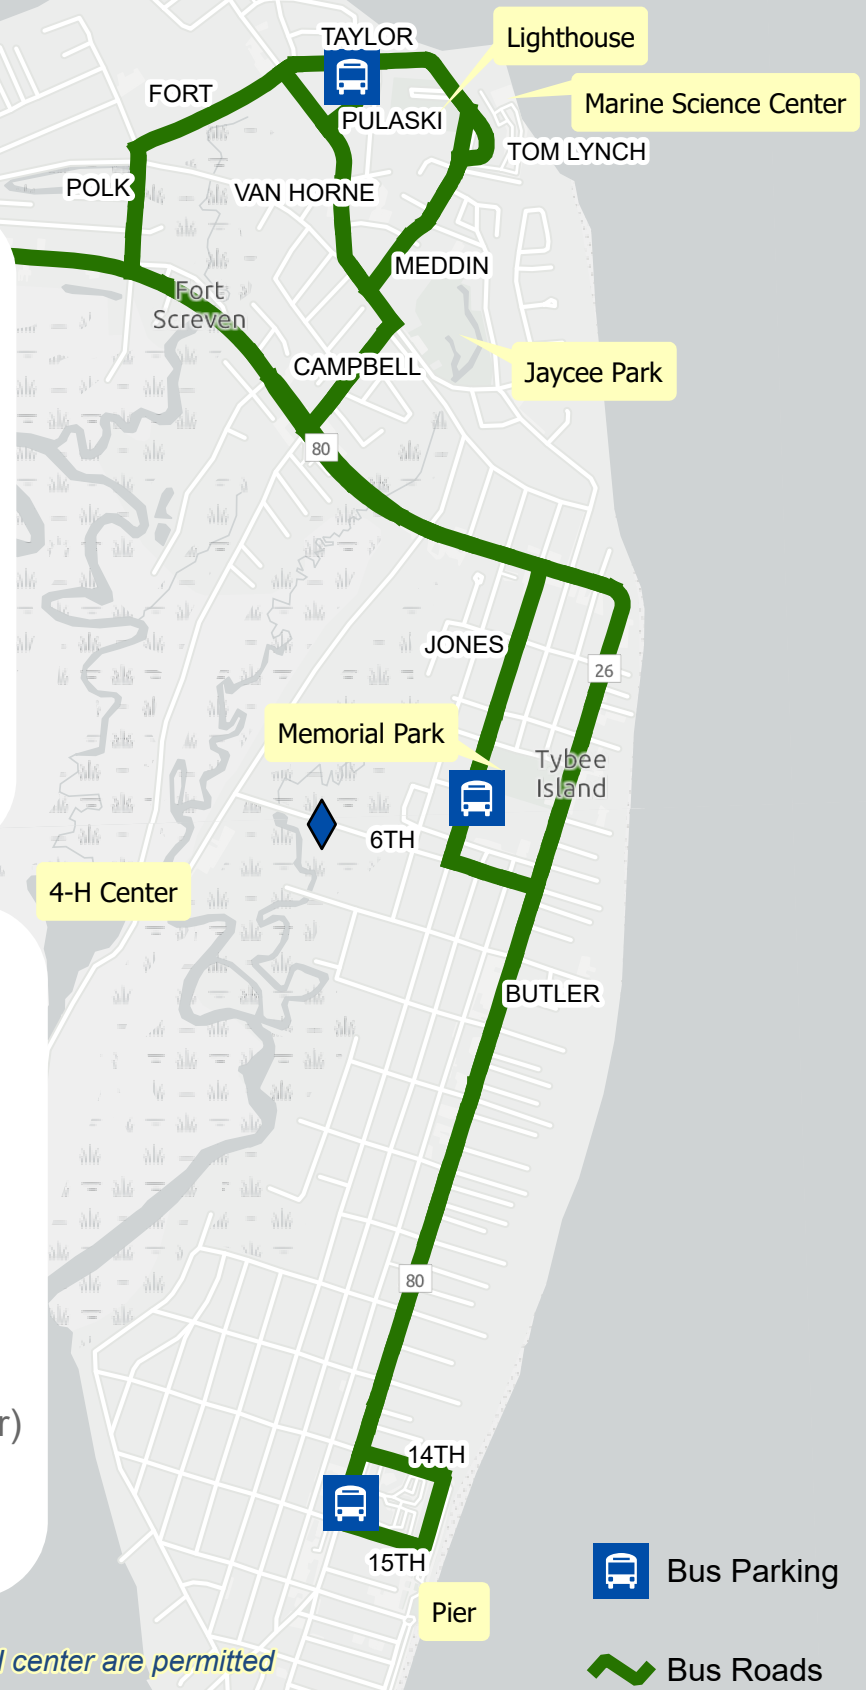 TAYLOR
Lighthouse
FORT
Marine Science Center
PULASKI
TOM LYNCH
POLK
VAN HORNE
MEDDIN
Fort
Screven
CAMPBELL
Jaycee Park
80
JONES
26
Memorial Park
Tybee
Island
6TH
4-H Center
BUTLER
80
r)
14TH
15TH
Bus Parking
Pier
center are permitted
Bus Roads